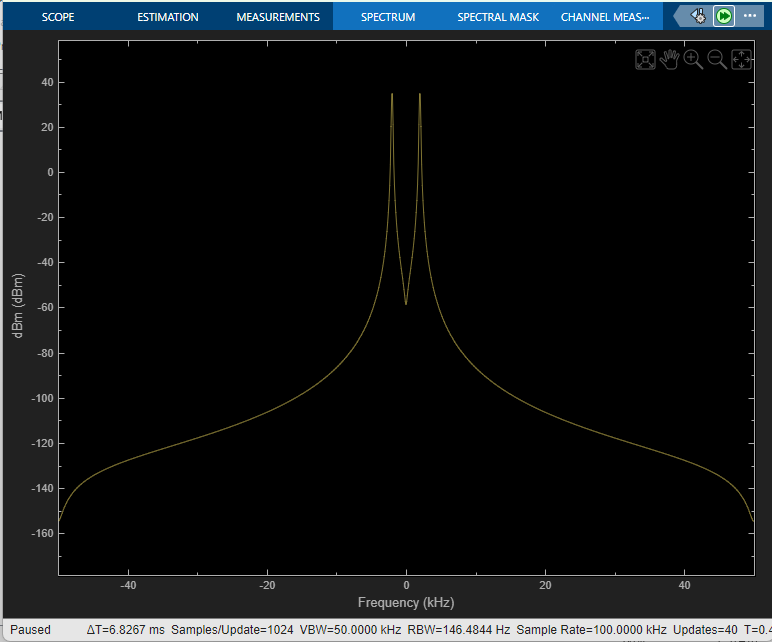 SCOPE ESTIMATION MEASUREMENTS SPECTRUM SPECTRAL MASK CHANNEL MEAS...
40
20
0
-20
-40
-60
-80
-100
-120
-140
-160
dBm (dBm)
-40 -20 0 20 40
Frequency (kHz)
Paused ΔT=6.8267 ms Samples/Update=1024 VBW=50.0000 kHz RBW=146.4844 Hz Sample Rate=100.0000 kHz Updates=40